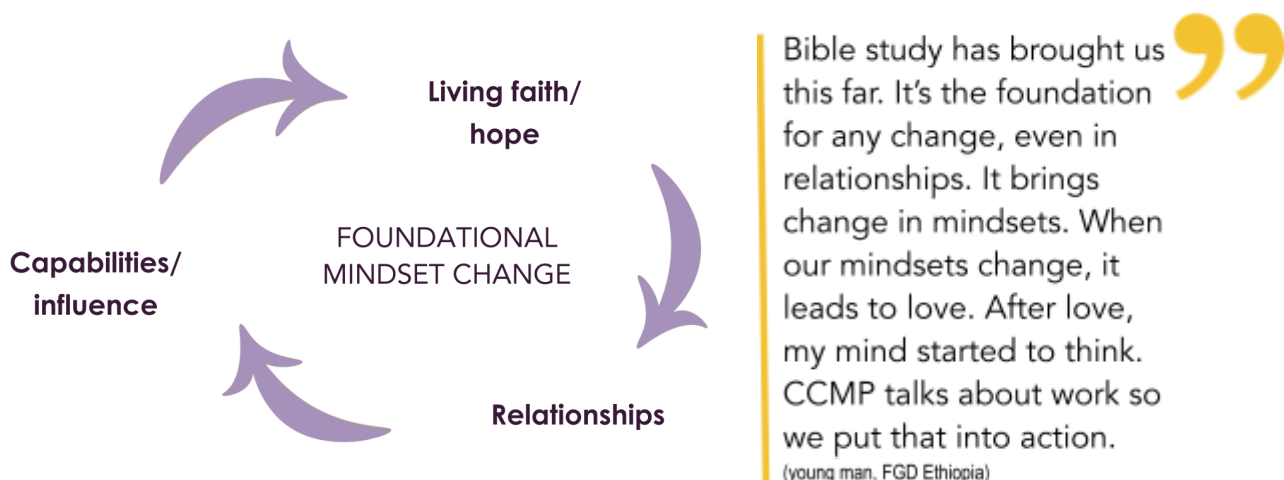 Living faith/
hope
FOUNDATIONAL
MINDSET CHANGE
Capabilities/
influence
Relationships
Bible study has brought us
this far. It’s the foundation
for any change, even in
relationships. It brings
change in mindsets. When
our mindsets change, it
leads to love. After love,
my mind started to think.
CCMP talks about work so
we put that into action.
(young man, FGD Ethiopia)